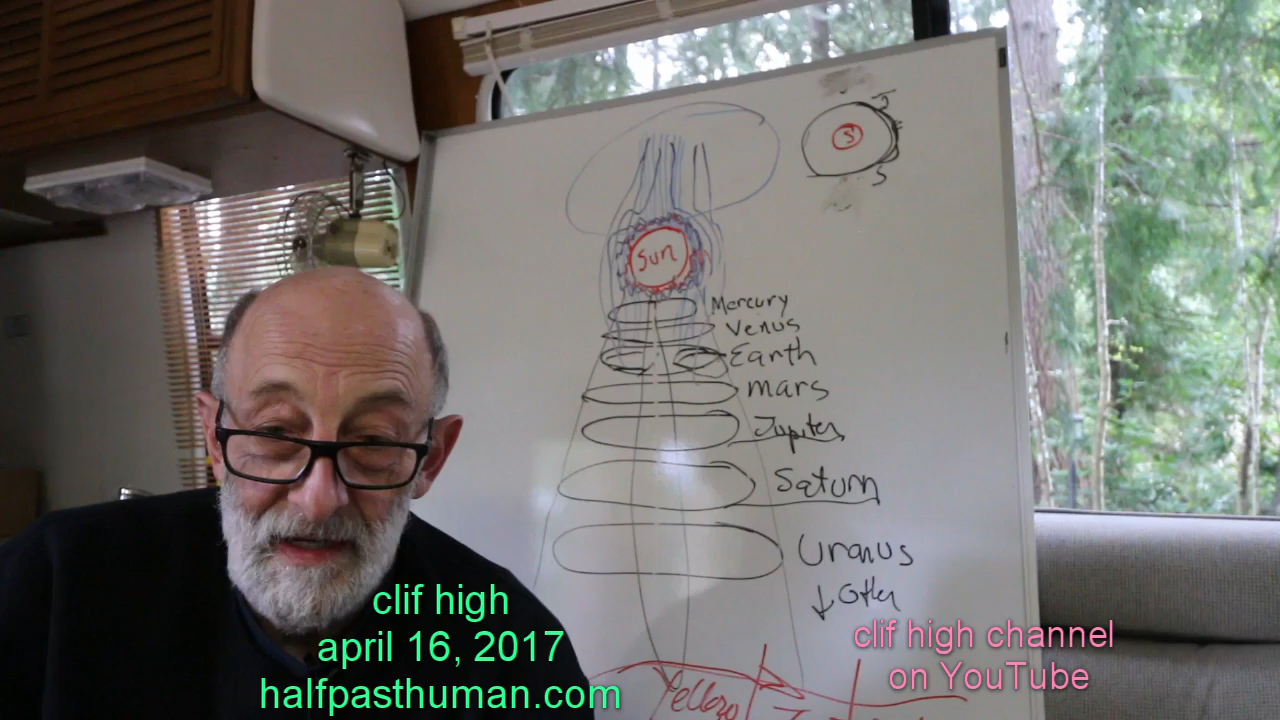 J
S
S
Sun
Mercury
Venus
Earth
mars
Jupiter
Saturn
Uranus
↓ Other
clif high
april 16, 2017
halfpasthuman.com
clif high channel
on YouTube